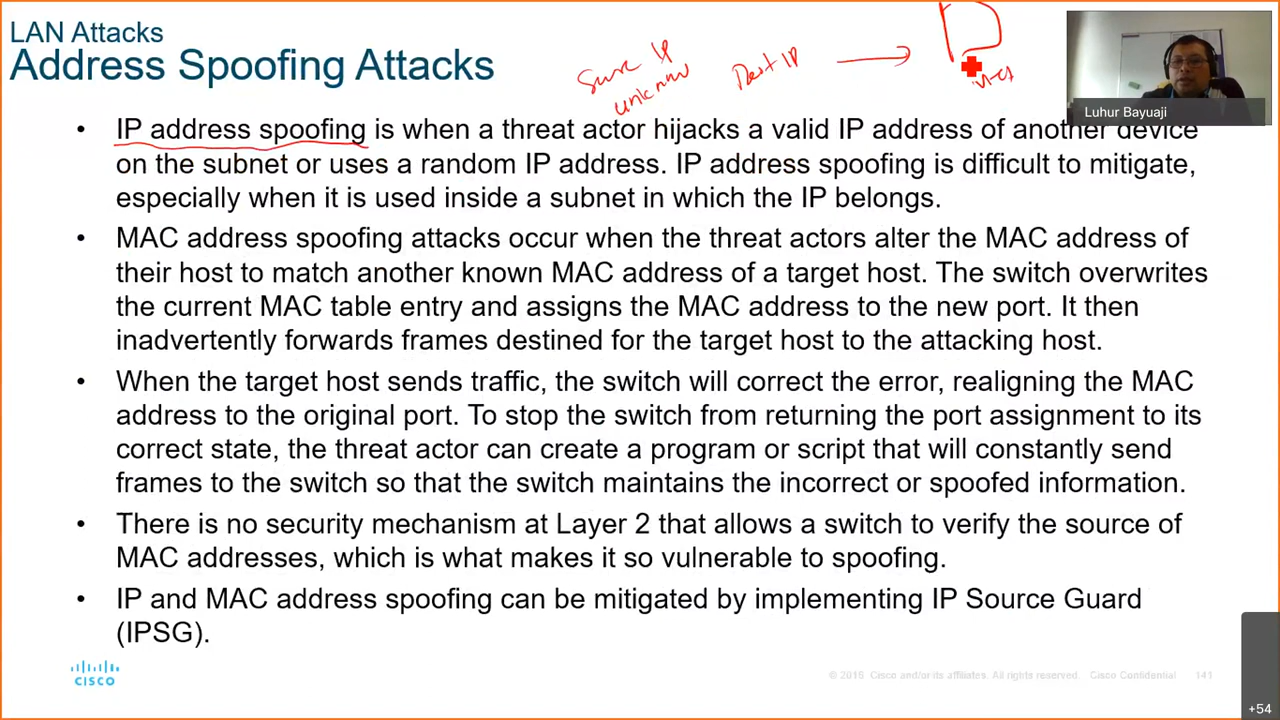 LAN Attacks
Address Spoofing Attacks
IP
unknown
Dest IP
Luhur Bayuaji
• IP address spoofing is when a threat actor hijacks a valid IP address of another device
on the subnet or uses a random IP address. IP address spoofing is difficult to mitigate,
especially when it is used inside a subnet in which the IP belongs.
• MAC address spoofing attacks occur when the threat actors alter the MAC address of
their host to match another known MAC address of a target host. The switch overwrites
the current MAC table entry and assigns the MAC address to the new port. It then
inadvertently forwards frames destined for the target host to the attacking host.
• When the target host sends traffic, the switch will correct the error, realigning the MAC
address to the original port. To stop the switch from returning the port assignment to its
correct state, the threat actor can create a program or script that will constantly send
frames to the switch so that the switch maintains the incorrect or spoofed information.
• There is no security mechanism at Layer 2 that allows a switch to verify the source of
MAC addresses, which is what makes it so vulnerable to spoofing.
• IP and MAC address spoofing can be mitigated by implementing IP Source Guard
(IPSG).
CISCO
© 2015 Cisco and/or its affiliates. All rights reserved. Cisco Confidential 141
+54